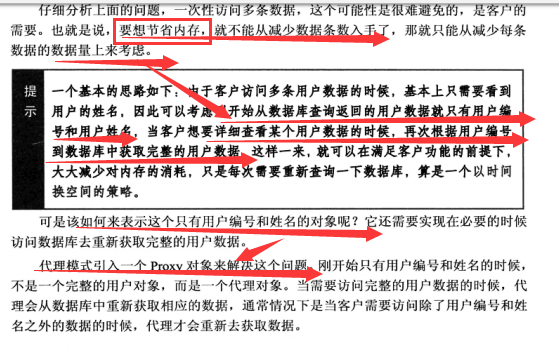 仔细分析上面的问题，一次性访问多条数据，这个可能性是很难避免的，是客户的
需要。也就是说，要想节省内存，就不能从减少数据条数入手了，那就只能从减少每条
数据的数据量上来考虑。
提
示
一个基本的思路如下：由于客户访问多条用户数据的时候，基本上只需要看到
用户的姓名，因此可以考虑刚开始从数据库查询返回的用户数据就只有用户编
号和用户姓名，当客户想要详细查看某个用户数据的时候，再次根据用户编号
到数据库中获取完整的用户数据。这样一来，就可以在满足客户功能的前提下，
大大减少对内存的消耗，只是每次需要重新查询一下数据库，算是一个以时间
换空间的策略。
可是该如何来表示这个只有用户编号和姓名的对象呢？它还需要实现在必要的时候
访问数据库去重新获取完整的用户数据。
代理模式引入一个 Proxy 对象来解决这个问题，刚开始只有用户编号和姓名的时候，
不是一个完整的用户对象，而是一个代理对象。当需要访问完整的用户数据的时候，代
理会从数据库中重新获取相应的数据，通常情况下是当客户需要访问除了用户编号和姓
名之外的数据的时候，代理才会重新去获取数据。